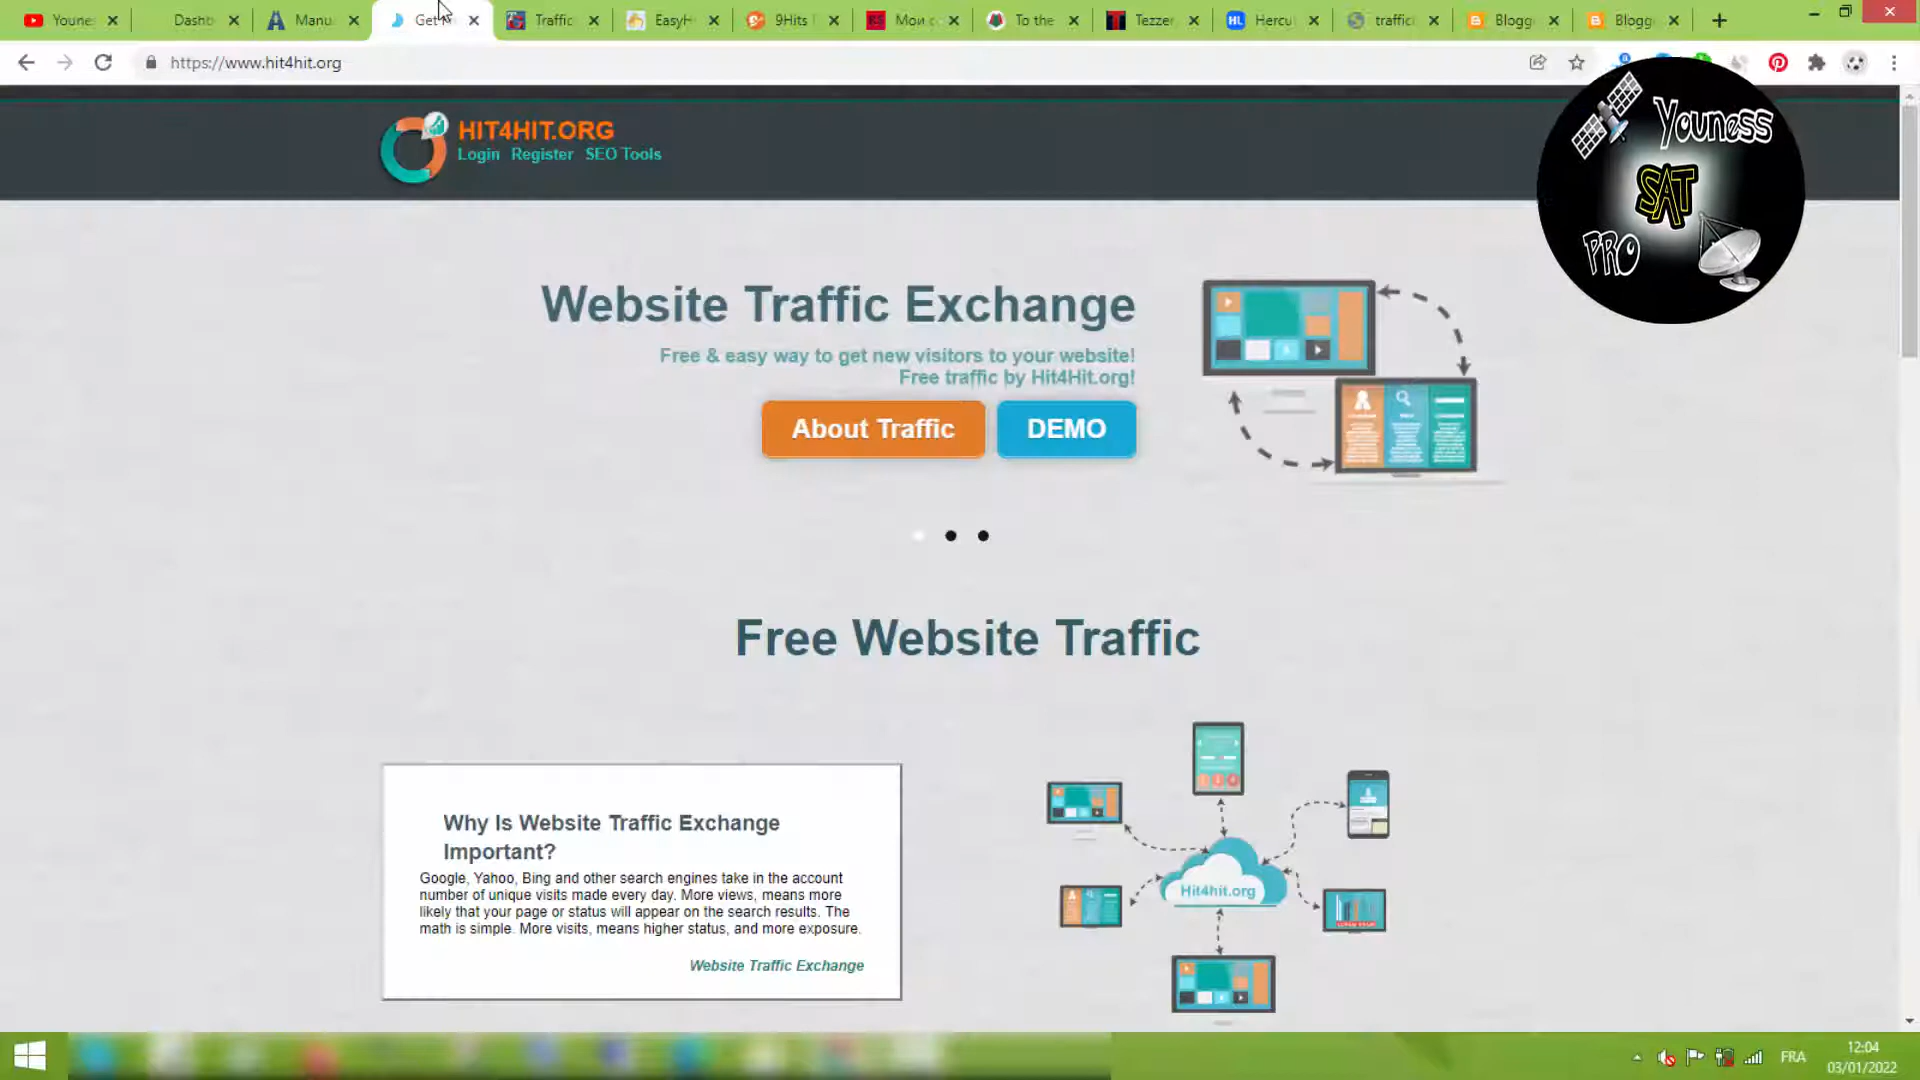 Youne
Dashb
Manu
Get
Traffic
EasyH
9Hits
Мои с
To the
Tezzer
Hercu
traffic
Blogg
Blogg
https://www.hit4hit.org
HIT4HIT.ORG
Login Register SEO Tools
Youness
SAT
PRO
Website Traffic Exchange
Free & easy way to get new visitors to your website!
Free traffic by Hit4Hit.org!
About Traffic DEMO
Free Website Traffic
Why Is Website Traffic Exchange
Important?
Google, Yahoo, Bing and other search engines take in the account
number of unique visits made every day. More views, means more
likely that your page or status will appear on the search results. The
math is simple. More visits, means higher status, and more exposure.
Website Traffic Exchange
Hit4hit.org
FRA
12:04
03/01/2022